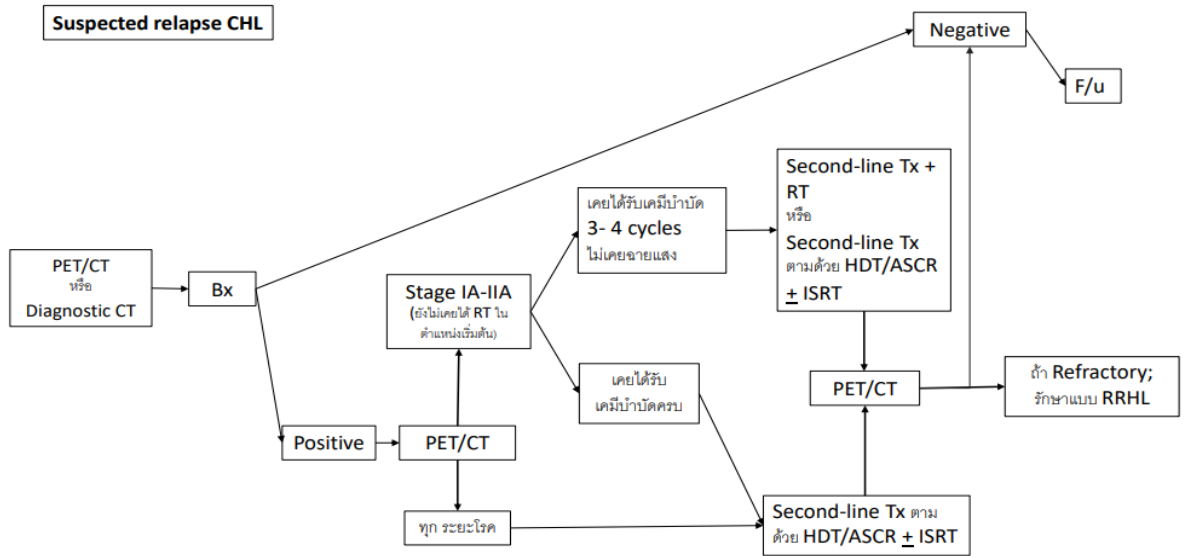 Suspected relapse CHL
Negative
F/u
PET/CT
หรือ
Diagnostic CT
Bx
Positive
PET/CT
Stage IA-IIA
(ยังไม่เคยได้ RT ใน
ตำแหน่งเริ่มต้น)
ทุก ระยะโรค
เคยได้รับเคมีบำบัด
3- 4 cycles
ไม่เคยฉายแสง
เคยได้รับ
เคมีบำบัดครบ
Second-line Tx +
RT
หรือ
Second-line Tx
ตามด้วย HDT/ASCR
+ ISRT
PET/CT
Second-line Tx ตาม
ด้วย HDT/ASCR + ISRT
ถ้า Refractory;
รักษาแบบ RRHL